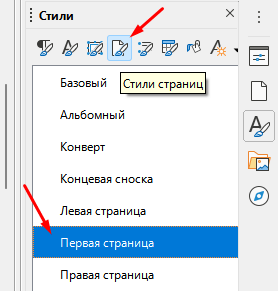 Стили
Базовый
Стили страниц
Альбомный
Конверт
Концевая сноска
Левая страница
Первая страница
Правая страница